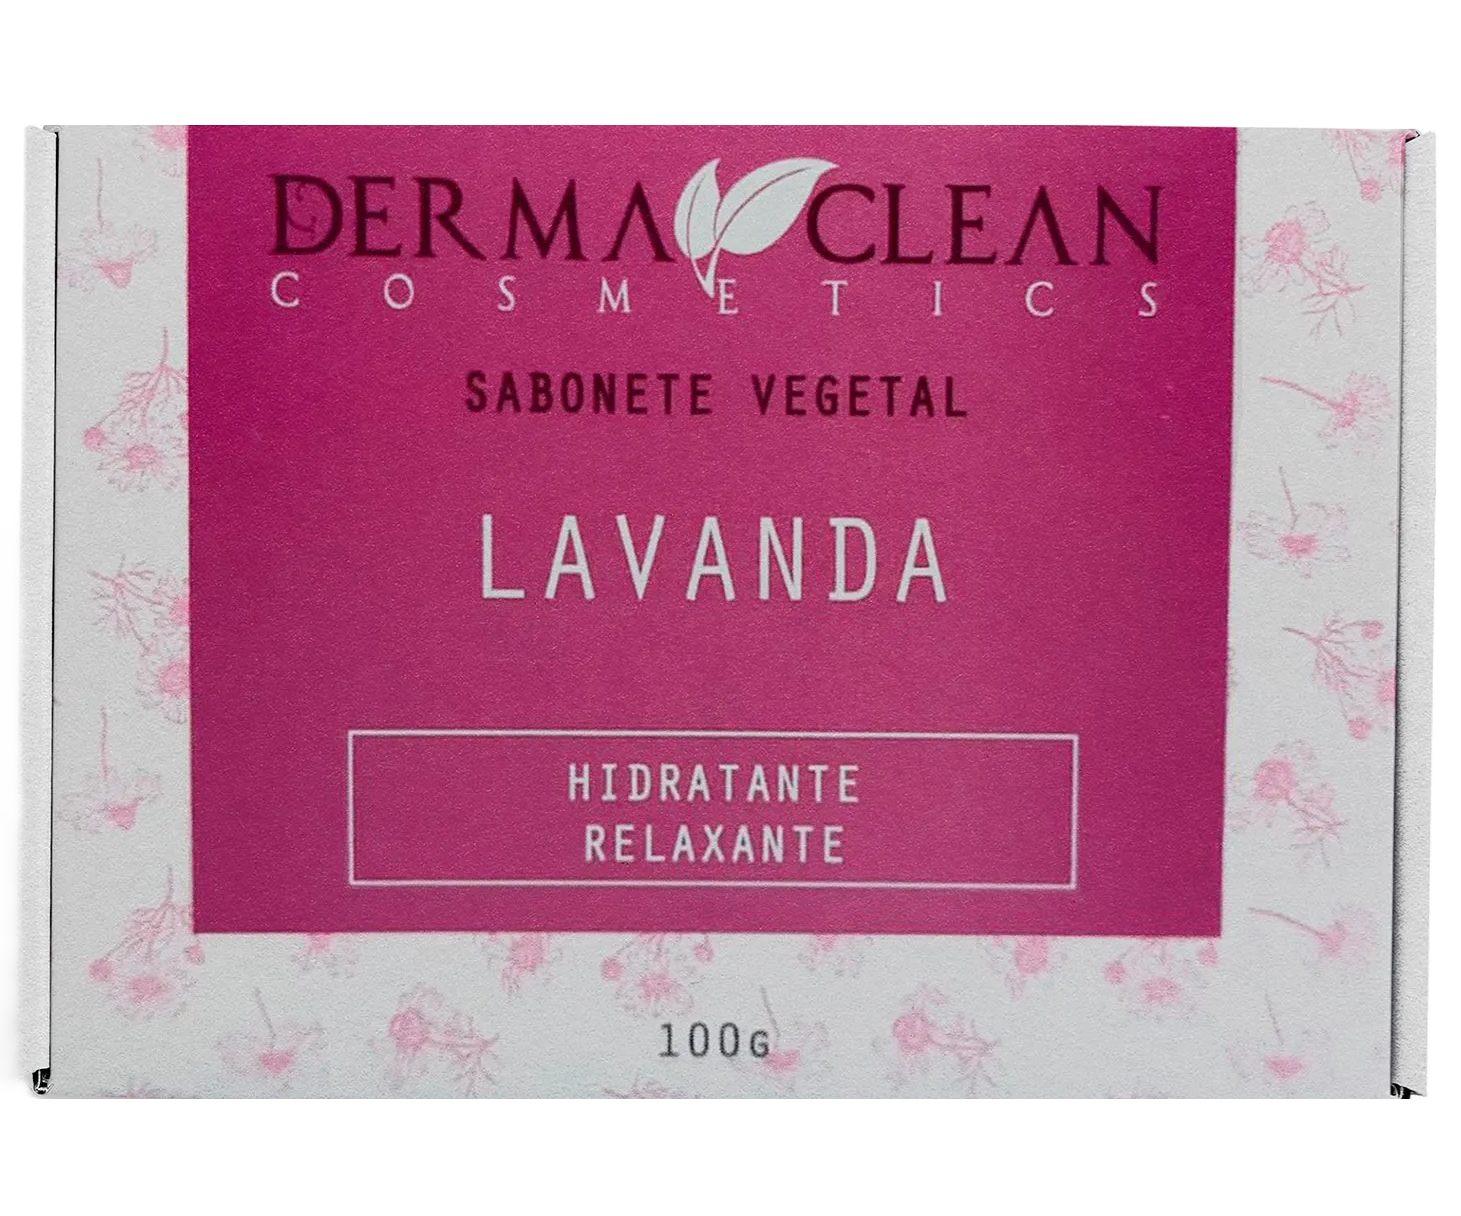 DERMA CLEAN
COSMETICS
SABONETE VEGETAL
LAVANDA
HIDRATANTE
RELAXANTE
100G